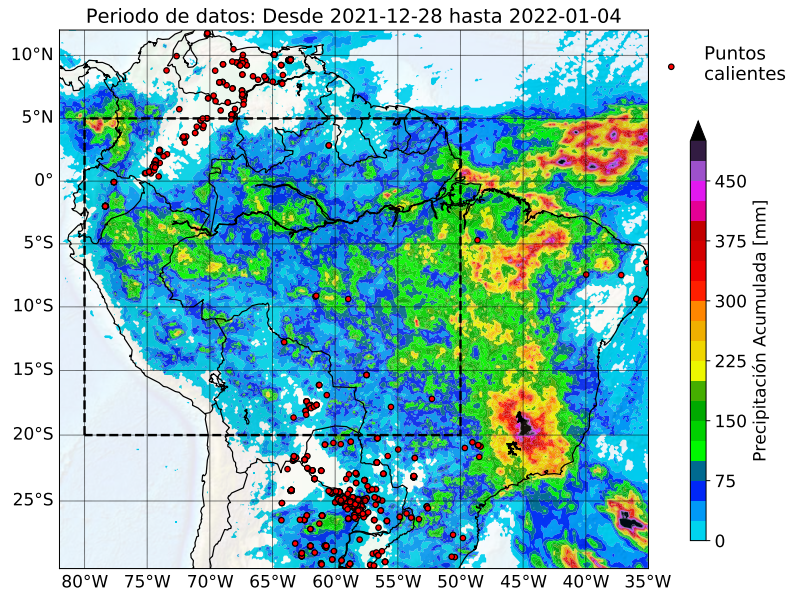 Periodo de datos: Desde 2021-12-28 hasta 2022-01-04
10°N
5°N
0°
5°S
10°S
15°S
20°S
25°S
80°W 75°W 70°W 65°W 60°W 55°W 50°W 45°W 40°W 35°W
Puntos
calientes
450
375
300
225
150
75
0
Precipitación Acumulada [mm]